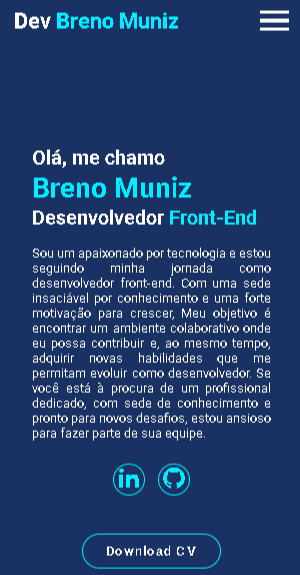 Dev Breno Muniz
Olá, me chamo
Breno Muniz
Desenvolvedor Front-End
Sou um apaixonado por tecnologia e estou
seguindo minha jornada como
desenvolvedor front-end. Com uma sede
insaciável por conhecimento e uma forte
motivação para crescer, Meu objetivo é
encontrar um ambiente colaborativo onde
eu possa contribuir e, ao mesmo tempo,
adquirir novas habilidades que me
permitam evoluir como desenvolvedor. Se
você está à procura de um profissional
dedicado, com sede de conhecimento e
pronto para novos desafios, estou ansioso
para fazer parte de sua equipe.
in
Download CV